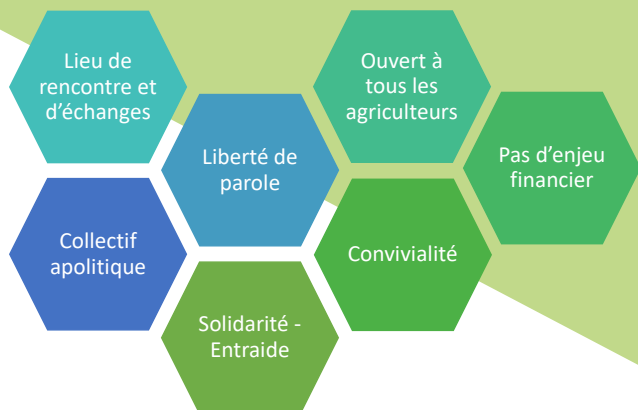 Lieu de
rencontre et
d'échanges
Ouvert à
tous les
agriculteurs
Liberté de
parole
Pas d'enjeu
financier
Collectif
apolitique
Convivialité
Solidarité -
Entraide